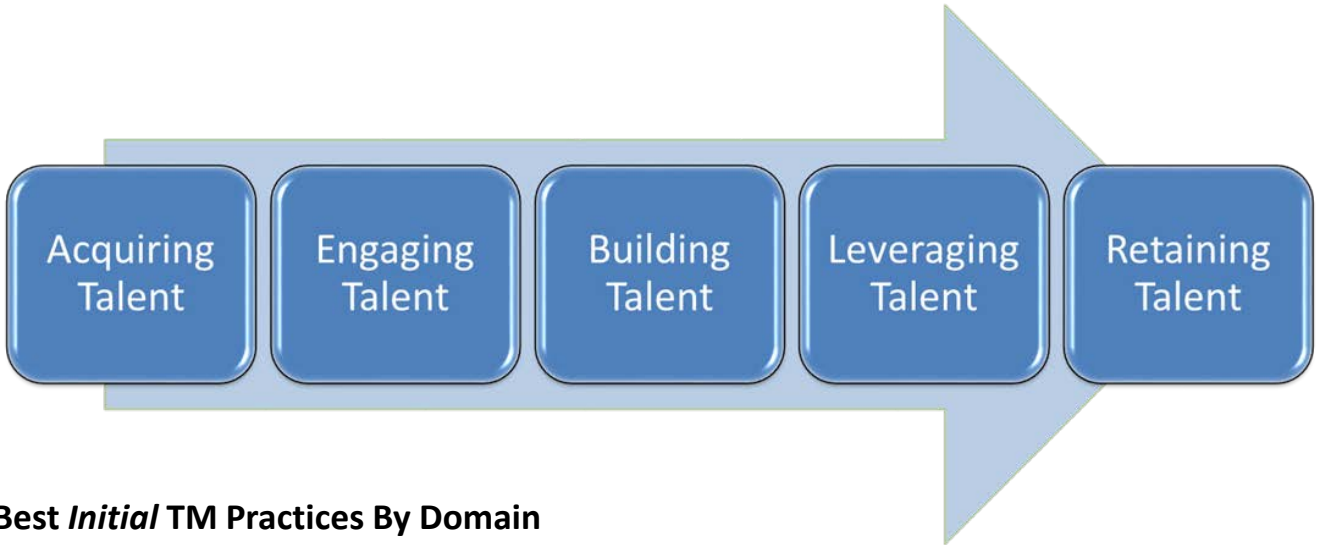 Acquiring
Talent
Engaging
Talent
Building
Talent
Leveraging
Talent
Retaining
Talent
Best Initial TM Practices By Domain